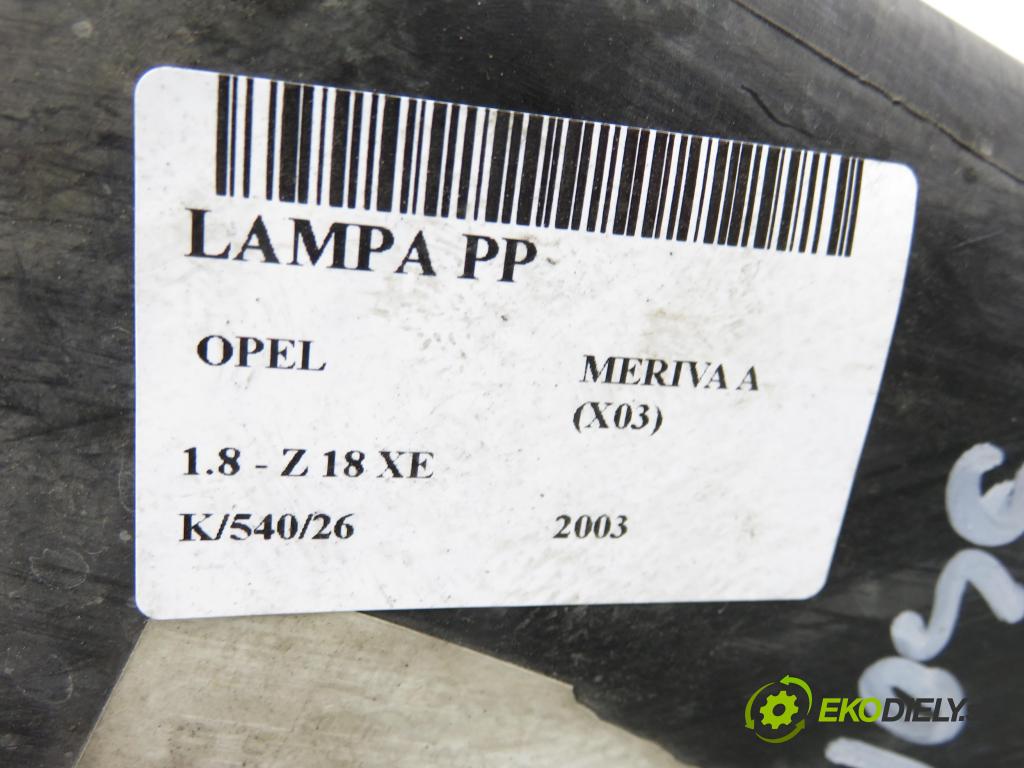 LAMPA PP
OPEL
MERIVA A
(X03)
1.8 - Z 18 XE
K/540/26
2003
EKODIELY.